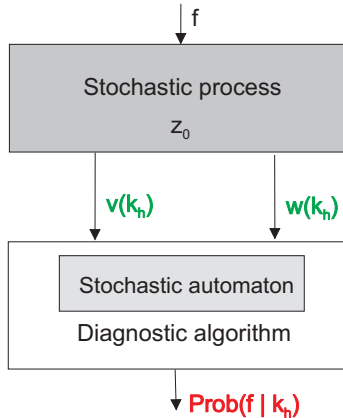 f
Stochastic process
z₀
v(kₕ) w(kₕ)
Stochastic automaton
Diagnostic algorithm
Prob(f | kₕ)